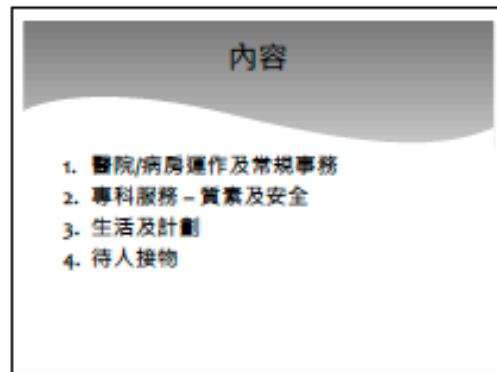 內容
1. 醫院/病房運作及常規事務
2. 專科服務 – 質素及安全
3. 生活及計劃
4. 待人接物